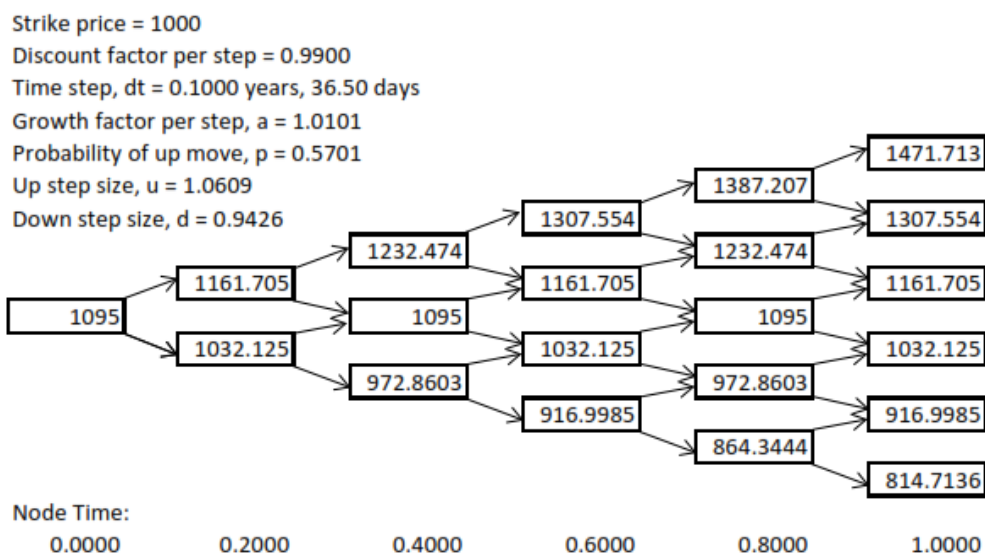 Strike price = 1000
Discount factor per step = 0.9900
Time step, dt = 0.1000 years, 36.50 days
Growth factor per step, a = 1.0101
Probability of up move, p = 0.5701
Up step size, u = 1.0609
Down step size, d = 0.9426
1471.713
1387.207
1307.554 1307.554
1232.474 1232.474
1161.705 1161.705 1161.705
1095 1095 1095
1032.125 1032.125 1032.125
972.8603 972.8603
916.9985 916.9985
864.3444
814.7136
Node Time:
0.0000 0.2000 0.4000 0.6000 0.8000 1.0000